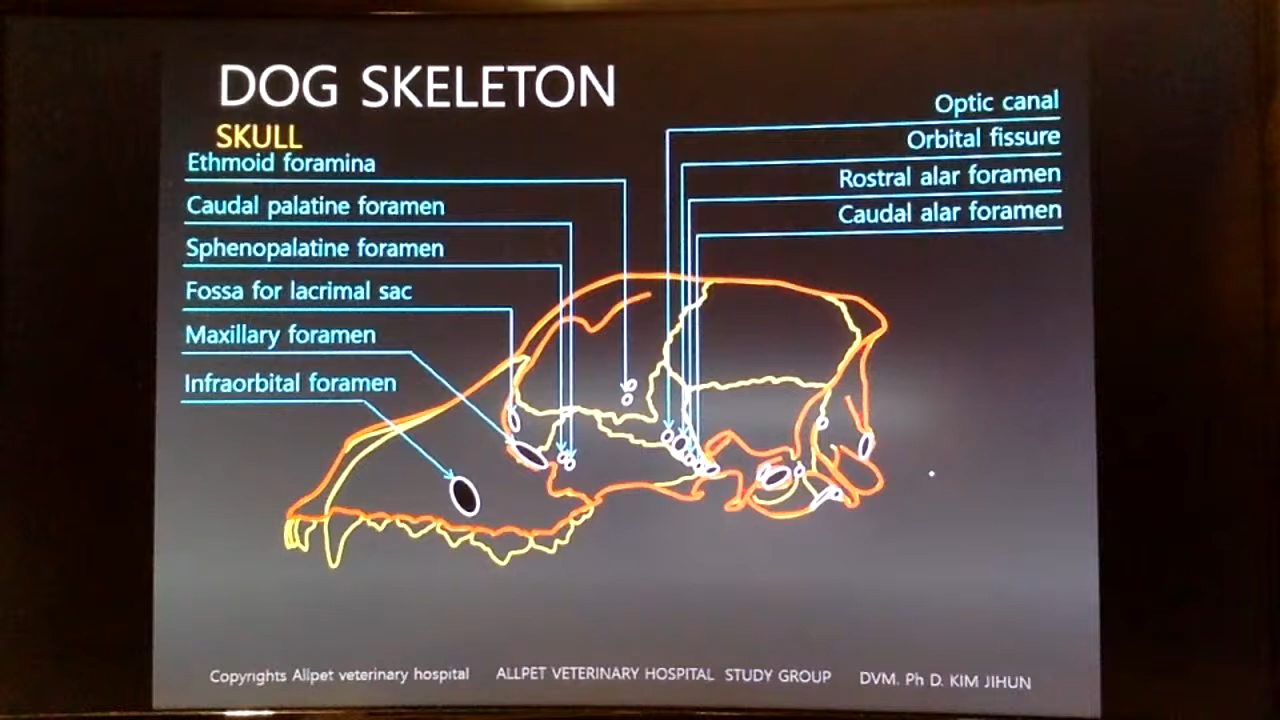 DOG SKELETON
SKULL
Ethmoid foramina
Caudal palatine foramen
Sphenopalatine foramen
Fossa for lacrimal sac
Maxillary foramen
Infraorbital foramen
Optic canal
Orbital fissure
Rostral alar foramen
Caudal alar foramen
Copyrights Allpet veterinary hospital ALLPET VETERINARY HOSPITAL STUDY GROUP DVM. Ph D. KIM JIHUN